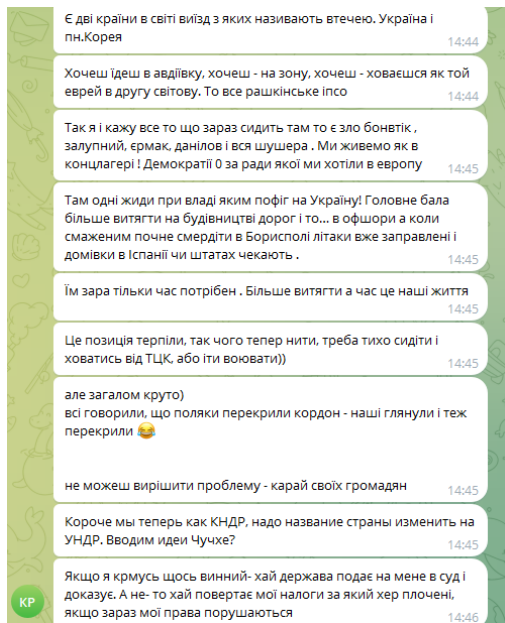 Є дві країни в світі виїзд з яких називають втечею. Україна і
пн.Корея
14:44
Хочеш їдеш в авдіївку, хочеш - на зону, хочеш - ховаєшся як той
еврей в другу світову. То все рашкінське іпсо
14:44
Так я і кажу все то що зараз сидить там то є зло бонвтік ,
залупний, єрмак, данілов і вся шушера . Ми живемо як в
концлагері ! Демократії 0 за ради якої ми хотіли в европу
14:45
Там одні жиди при владі яким пофіг на Україну! Головне бала
більше витягти на будівництві дорог і то... в офшори а коли
смаженим почне смердіти в Борисполі літаки вже заправлені і
домівки в Іспанії чи штатах чекають .
14:45
Їм зара тільки час потрібен . Більше витягти а час це наші життя
14:45
Це позиція терпіли, так чого тепер нити, треба тихо сидіти і
ховатись від ТЦК, або іти воювати))
14:45
але загалом круто)
всі говорили, що поляки перекрили кордон - наші глянули і теж
перекрили 😂
не можеш вирішити проблему - карай своїх громадян
14:45
Короче мы теперь как КНДР, надо название страны изменить на
УНДР. Вводим идеи Чучхе?
14:45
Якщо я крмусь щось винний- хай держава подає на мене в суд і
доказує. А не- то хай повертає мої налоги за який хер плочені,
якщо зараз мої права порушаються
14:46
КР